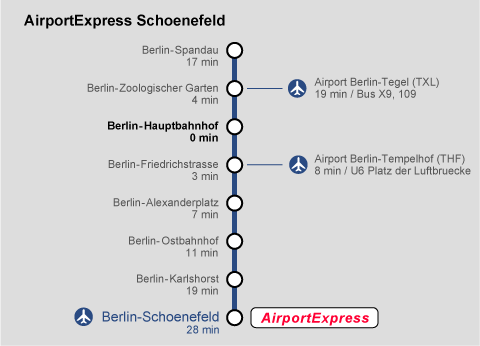 AirportExpress Schoenefeld
Berlin-Spandau
17 min
Berlin-Zoologischer Garten
4 min
Airport Berlin-Tegel (TXL)
19 min / Bus X9, 109
Berlin-Hauptbahnhof
0 min
Berlin-Friedrichstrasse
3 min
Airport Berlin-Tempelhof (THF)
8 min / U6 Platz der Luftbruecke
Berlin-Alexanderplatz
7 min
Berlin-Ostbahnhof
11 min
Berlin-Karlshorst
19 min
Berlin-Schoenefeld
28 min
AirportExpress